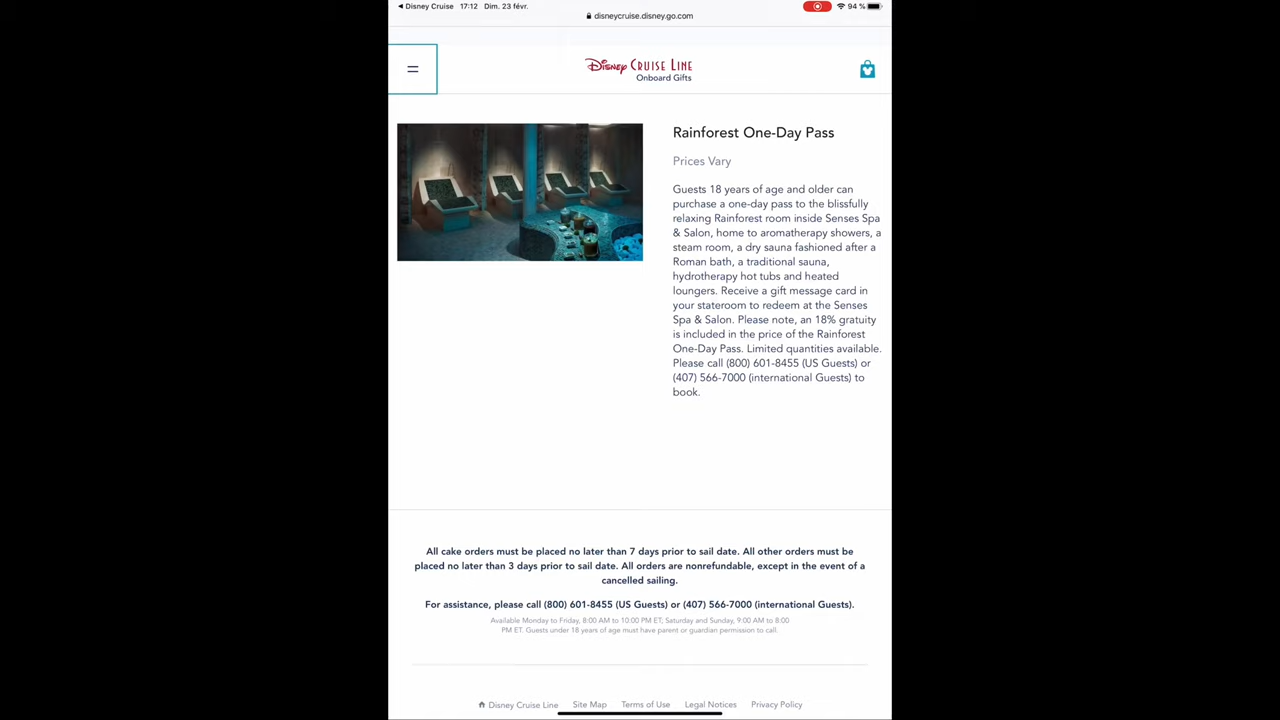 Disney Cruise 17:12 Dim. 23 févr. 94 %
disneycruise.disney.go.com
Disney Cruise Line
Onboard Gifts
Rainforest One-Day Pass
Prices Vary
Guests 18 years of age and older can
purchase a one-day pass to the blissfully
relaxing Rainforest room inside Senses Spa
& Salon, home to aromatherapy showers, a
steam room, a dry sauna fashioned after a
Roman bath, a traditional sauna,
hydrotherapy hot tubs and heated
loungers. Receive a gift message card in
your stateroom to redeem at the Senses
Spa & Salon. Please note, an 18% gratuity
is included in the price of the Rainforest
One-Day Pass. Limited quantities available.
Please call (800) 601-8455 (US Guests) or
(407) 566-7000 (international Guests) to
book.
All cake orders must be placed no later than 7 days prior to sail date. All other orders must be
placed no later than 3 days prior to sail date. All orders are nonrefundable, except in the event of a
cancelled sailing.
For assistance, please call (800) 601-8455 (US Guests) or (407) 566-7000 (international Guests).
Available Monday to Friday, 8:00 AM to 10:00 PM ET; Saturday and Sunday, 9:00 AM to 8:00
PM ET. Guests under 18 years of age must have parent or guardian permission to call.
Disney Cruise Line Site Map Terms of Use Legal Notices Privacy Policy